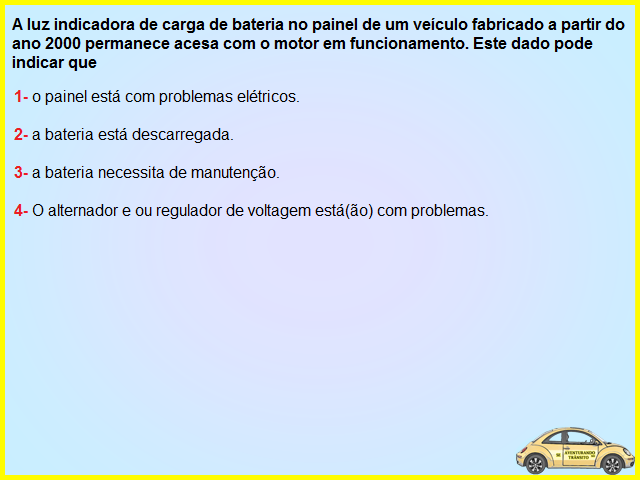 A luz indicadora de carga de bateria no painel de um veículo fabricado a partir do
ano 2000 permanece acesa com o motor em funcionamento. Este dado pode
indicar que
1- o painel está com problemas elétricos.
2- a bateria está descarregada.
3- a bateria necessita de manutenção.
4- O alternador e ou regulador de voltagem está(ão) com problemas.
AVENTURANDO
TRÂNSITO